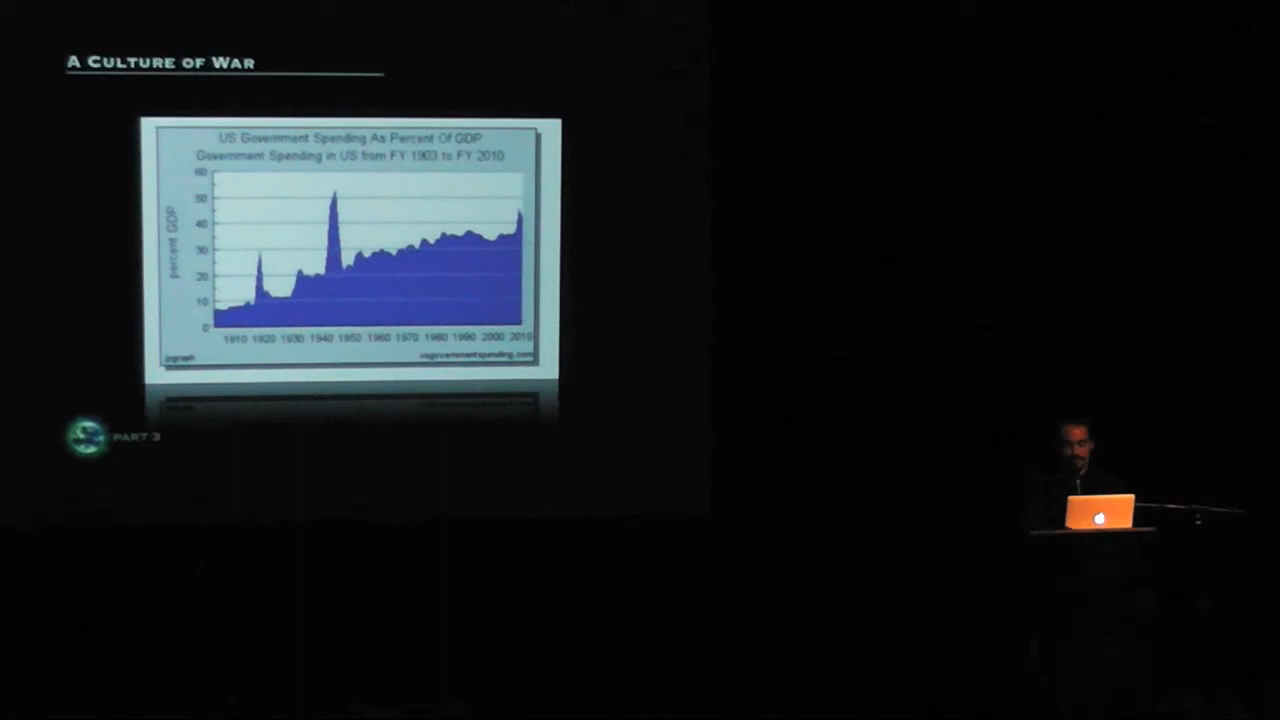 A CULTURE OF WAR
US Government Spending As Percent Of GDP
Government Spending in US from FY 1903 to FY 2010
percent GDP
60
50
40
30
20
10
0
1910 1920 1930 1940 1950 1960 1970 1980 1990 2000 2010
usgovernmentspending.com
PART 3